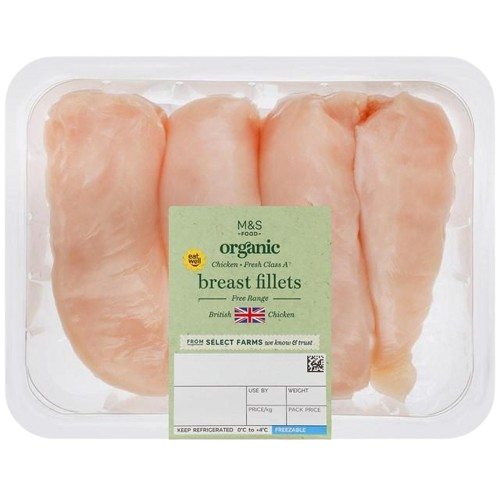 M&S
FOOD
organic
eat well
Chicken • Fresh Class A
breast fillets
Free Range
British Chicken
FROM SELECT FARMS we know & trust
USE BY WEIGHT
PRICE/kg PACK PRICE
KEEP REFRIGERATED 0°C to +4°C FREEZABLE